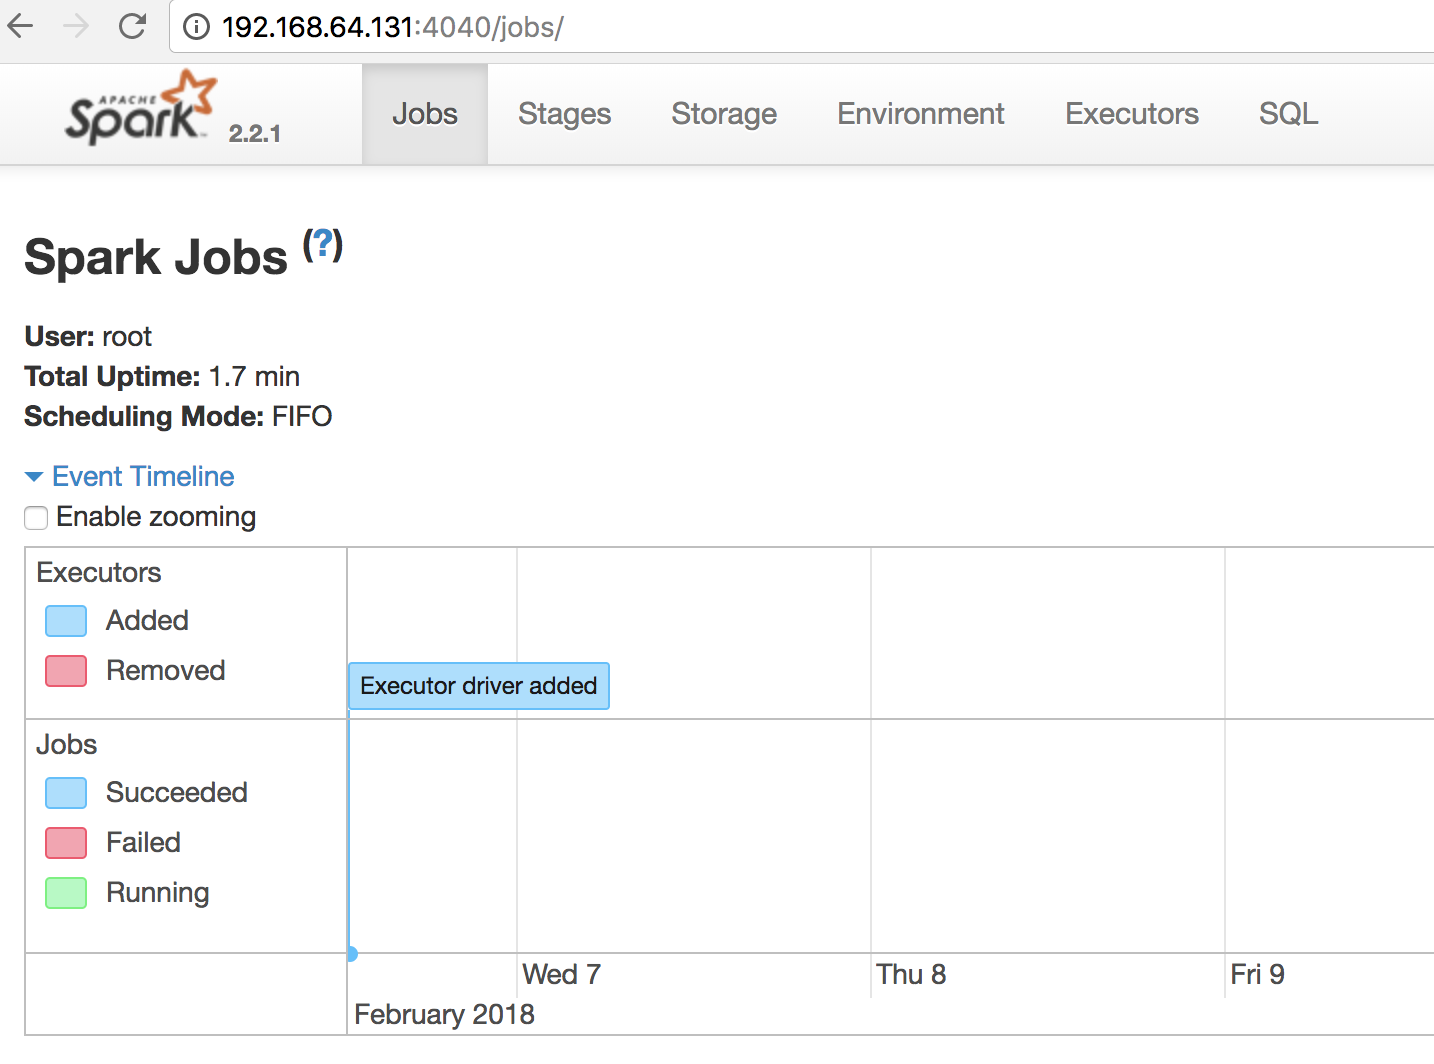 192.168.64.131:4040/jobs/
APACHE
Spark™ 2.2.1
Jobs Stages Storage Environment Executors SQL
Spark Jobs (?)
User: root
Total Uptime: 1.7 min
Scheduling Mode: FIFO
Event Timeline
Enable zooming
Executors
Added
Removed
Executor driver added
Jobs
Succeeded
Failed
Running
Wed 7 Thu 8 Fri 9
February 2018